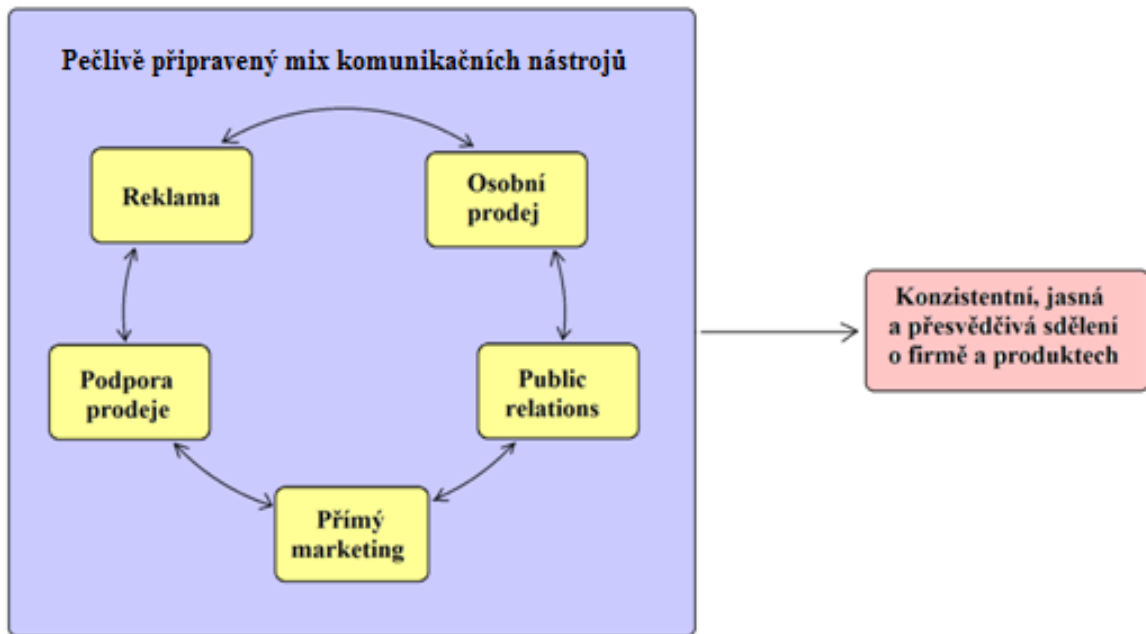 Pečlivě připravený mix komunikačních nástrojů
Reklama
Osobní
prodej
Podpora
prodeje
Public
relations
Přímý
marketing
Konzistentní, jasná
a přesvědčivá sdělení
o firmě a produktech